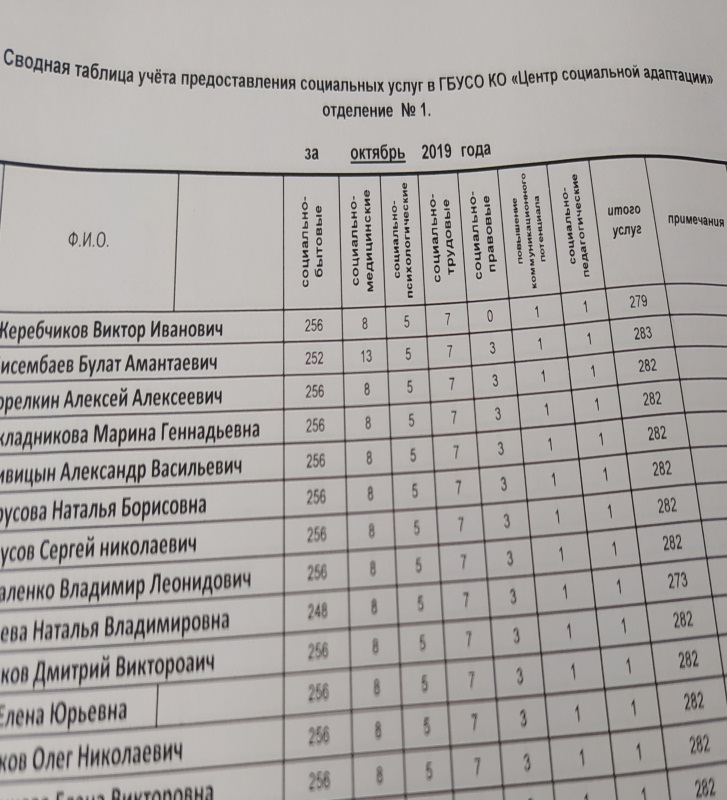 Сводная таблица учёта предоставления социальных услуг в ГБУСО КО «Центр социальной адаптации»
отделение № 1.
за октябрь 2019 года
Ф.И.О. социально-бытовые социально-медицинские социально-психологические социально-трудовые социально-правовые повышение коммуникационного потенциала социально-педагогические итого услуг примечания
Жеребчиков Виктор Иванович 256 8 5 7 0 1 1 279
исембаев Булат Амантаевич 252 13 5 7 3 1 1 283
орелкин Алексей Алексеевич 256 8 5 7 3 1 1 282
кладникова Марина Геннадьевна 256 8 5 7 3 1 1 282
ивицын Александр Васильевич 256 8 5 7 3 1 1 282
русова Наталья Борисовна 256 8 5 7 3 1 1 282
усов Сергей николаевич 256 8 5 7 3 1 1 282
аленко Владимир Леонидович 256 8 5 7 3 1 1 282
ева Наталья Владимировна 248 8 5 7 3 1 1 273
ков Дмитрий Виктороаич 256 8 5 7 3 1 1 282
Елена Юрьевна 256 8 5 7 3 1 1 282
ков Олег Николаевич 256 8 5 7 3 1 1 282
Елена Викторовна 256 8 5 7 3 1 1 282
282